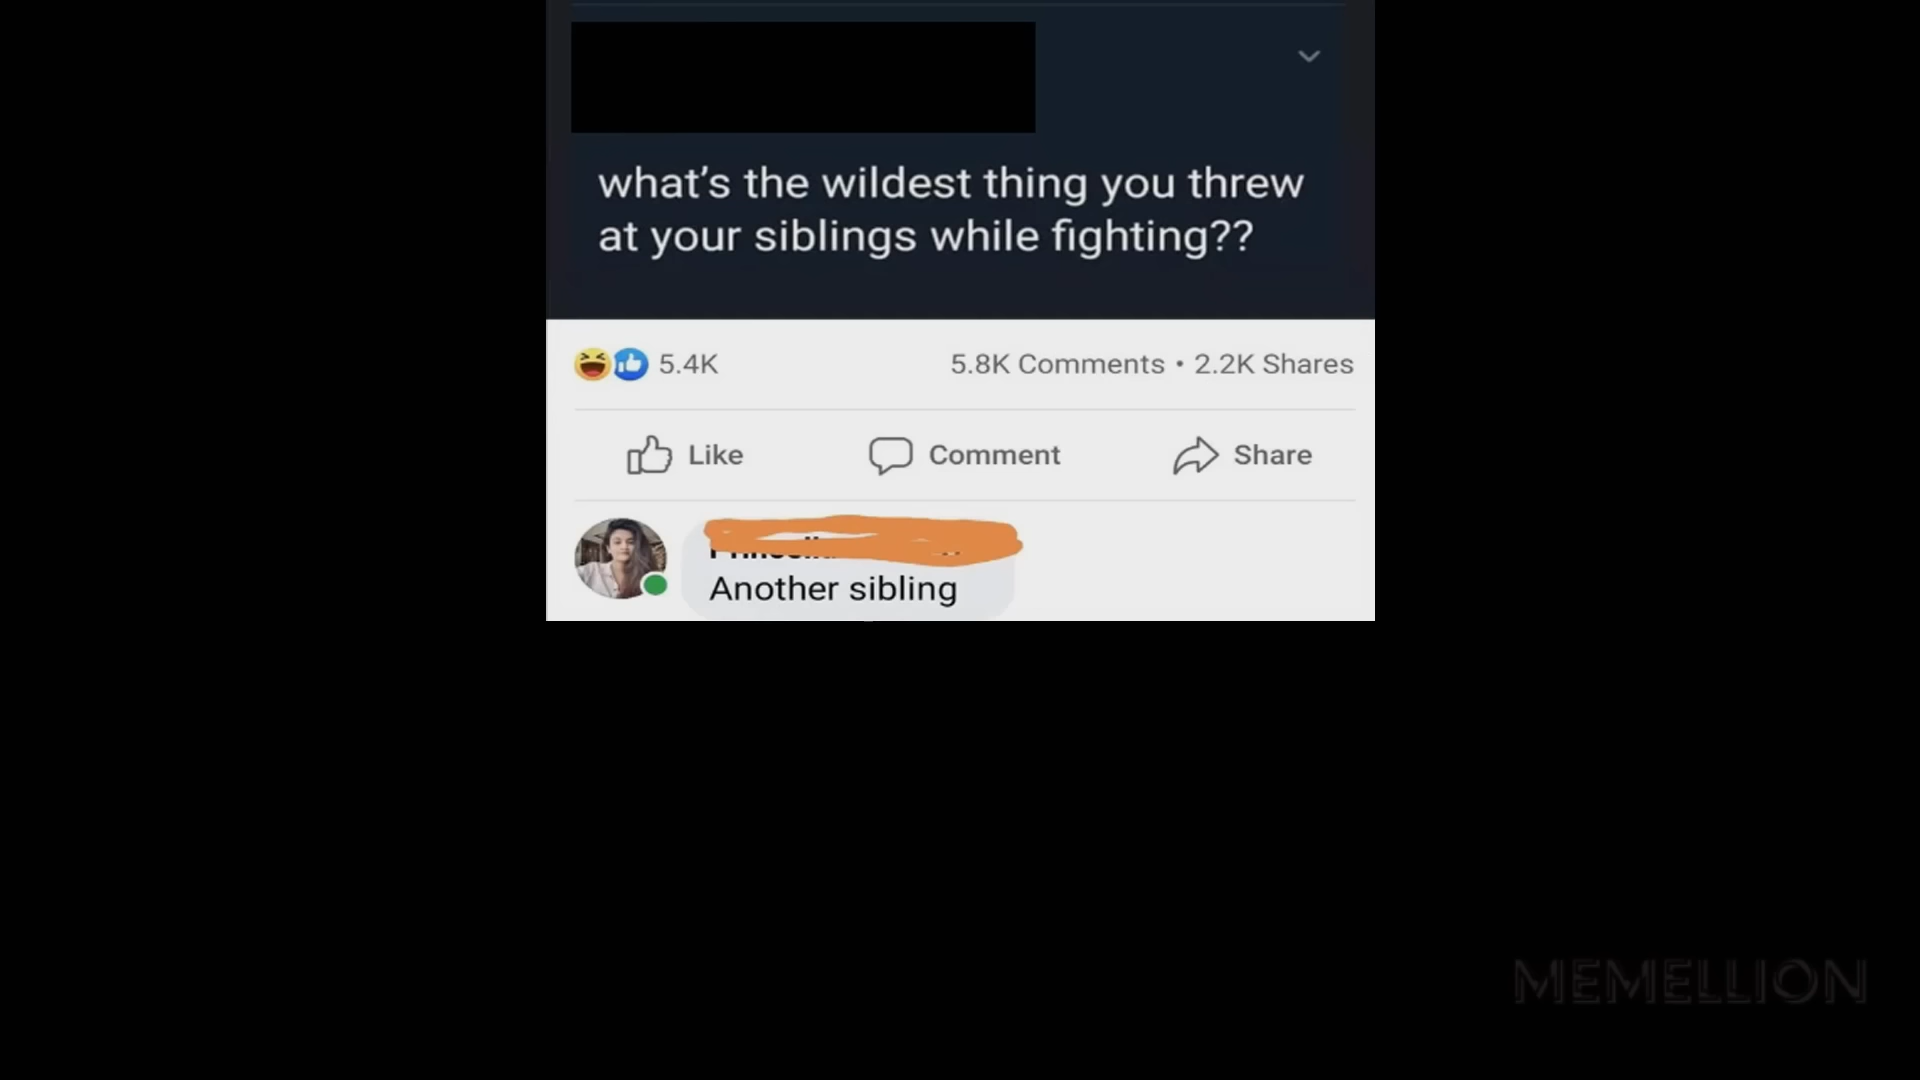 what's the wildest thing you threw
at your siblings while fighting??
5.4K
5.8K Comments • 2.2K Shares
Like
Comment
Share
Another sibling
MEMELLION